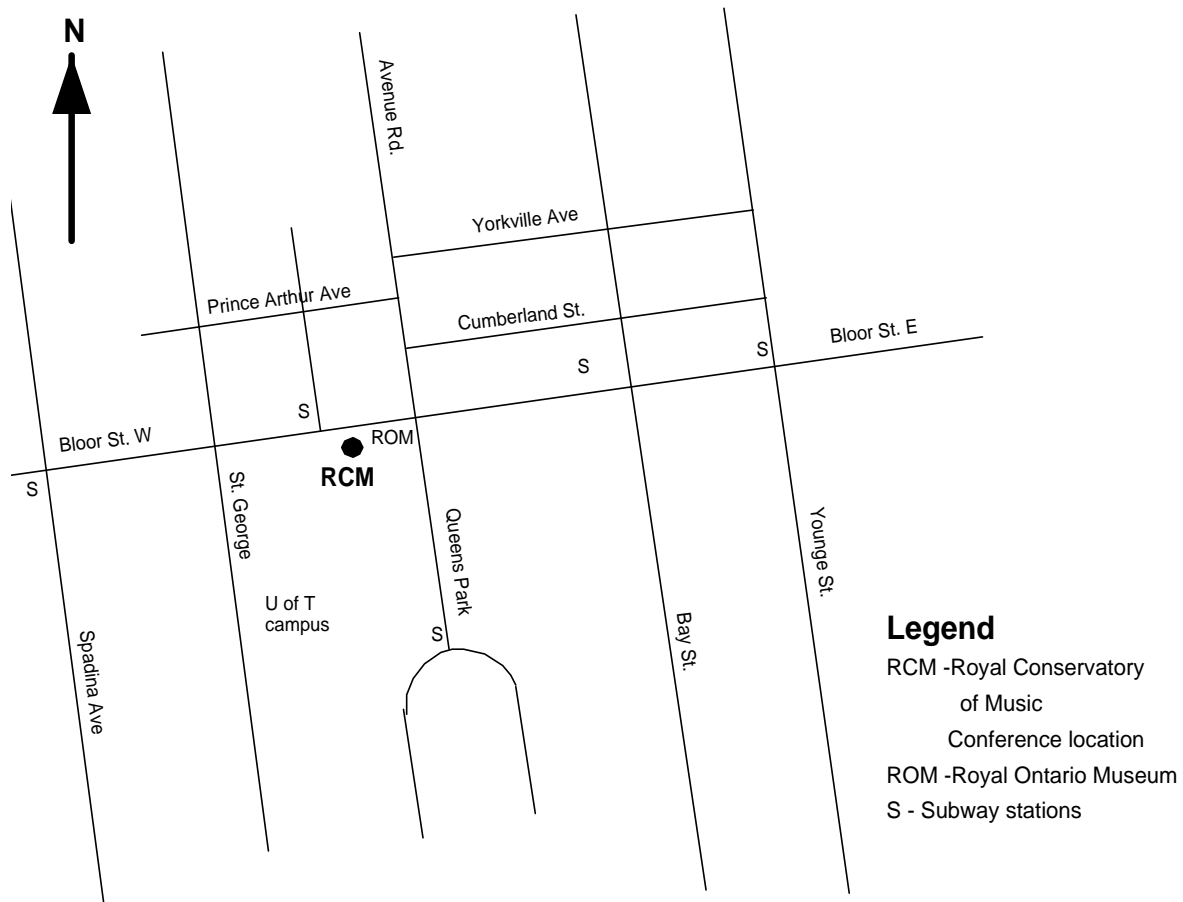 N
Avenue Rd.
Yorkville Ave
Prince Arthur Ave
Cumberland St.
Bloor St. E
S
S
S
Bloor St. W
ROM
RCM
S
St. George
Queens Park
Younge St.
U of T
campus
S
Bay St.
Spadina Ave
Legend
RCM -Royal Conservatory
of Music
Conference location
ROM -Royal Ontario Museum
S - Subway stations